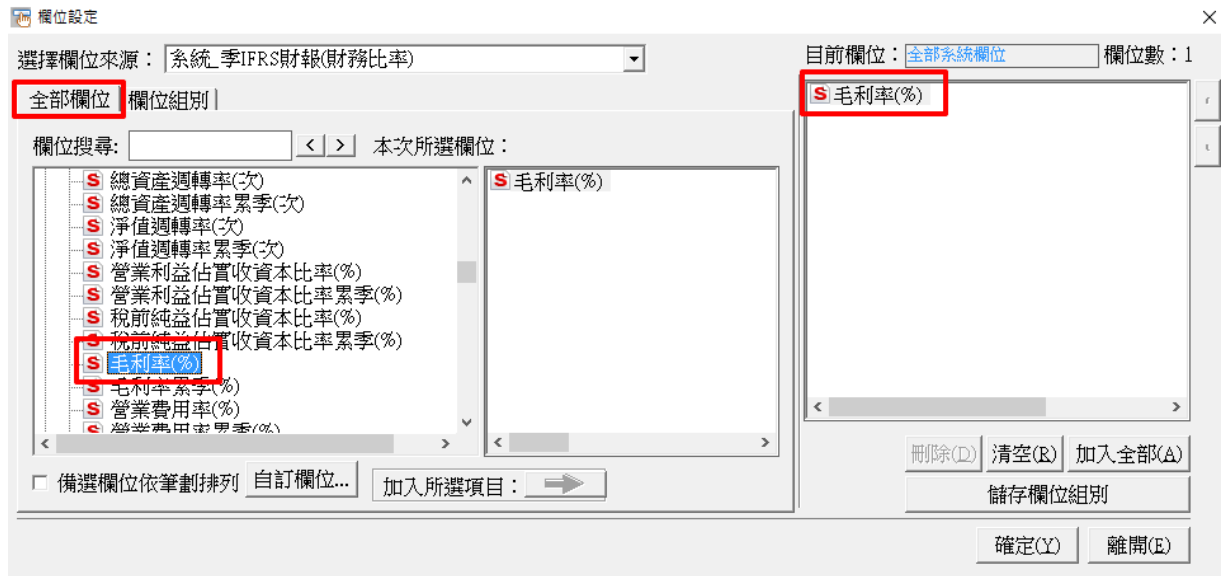 欄位設定
選擇欄位來源： 系統_季IFRS財報(財務比率)
目前欄位： 全部系統欄位 欄位數：1
全部欄位 欄位組別
欄位搜尋: < > 本次所選欄位：
S 總資產週轉率(次)
S 總資產週轉率累季(次)
S 淨值週轉率(次)
S 淨值週轉率累季(次)
S 營業利益佔實收資本比率(%)
S 營業利益佔實收資本比率累季(%)
S 稅前純益佔實收資本比率(%)
S 稅前純益佔實收資本比率累季(%)
S 毛利率(%)
S 毛利率累季(%)
S 營業費用率(%)
S 營業費用率累季(%)
S 毛利率(%)
S 毛利率(%)
備選欄位依筆劃排列 自訂欄位... 加入所選項目：
刪除(D) 清空(R) 加入全部(A)
儲存欄位組別
確定(Y) 離開(E)